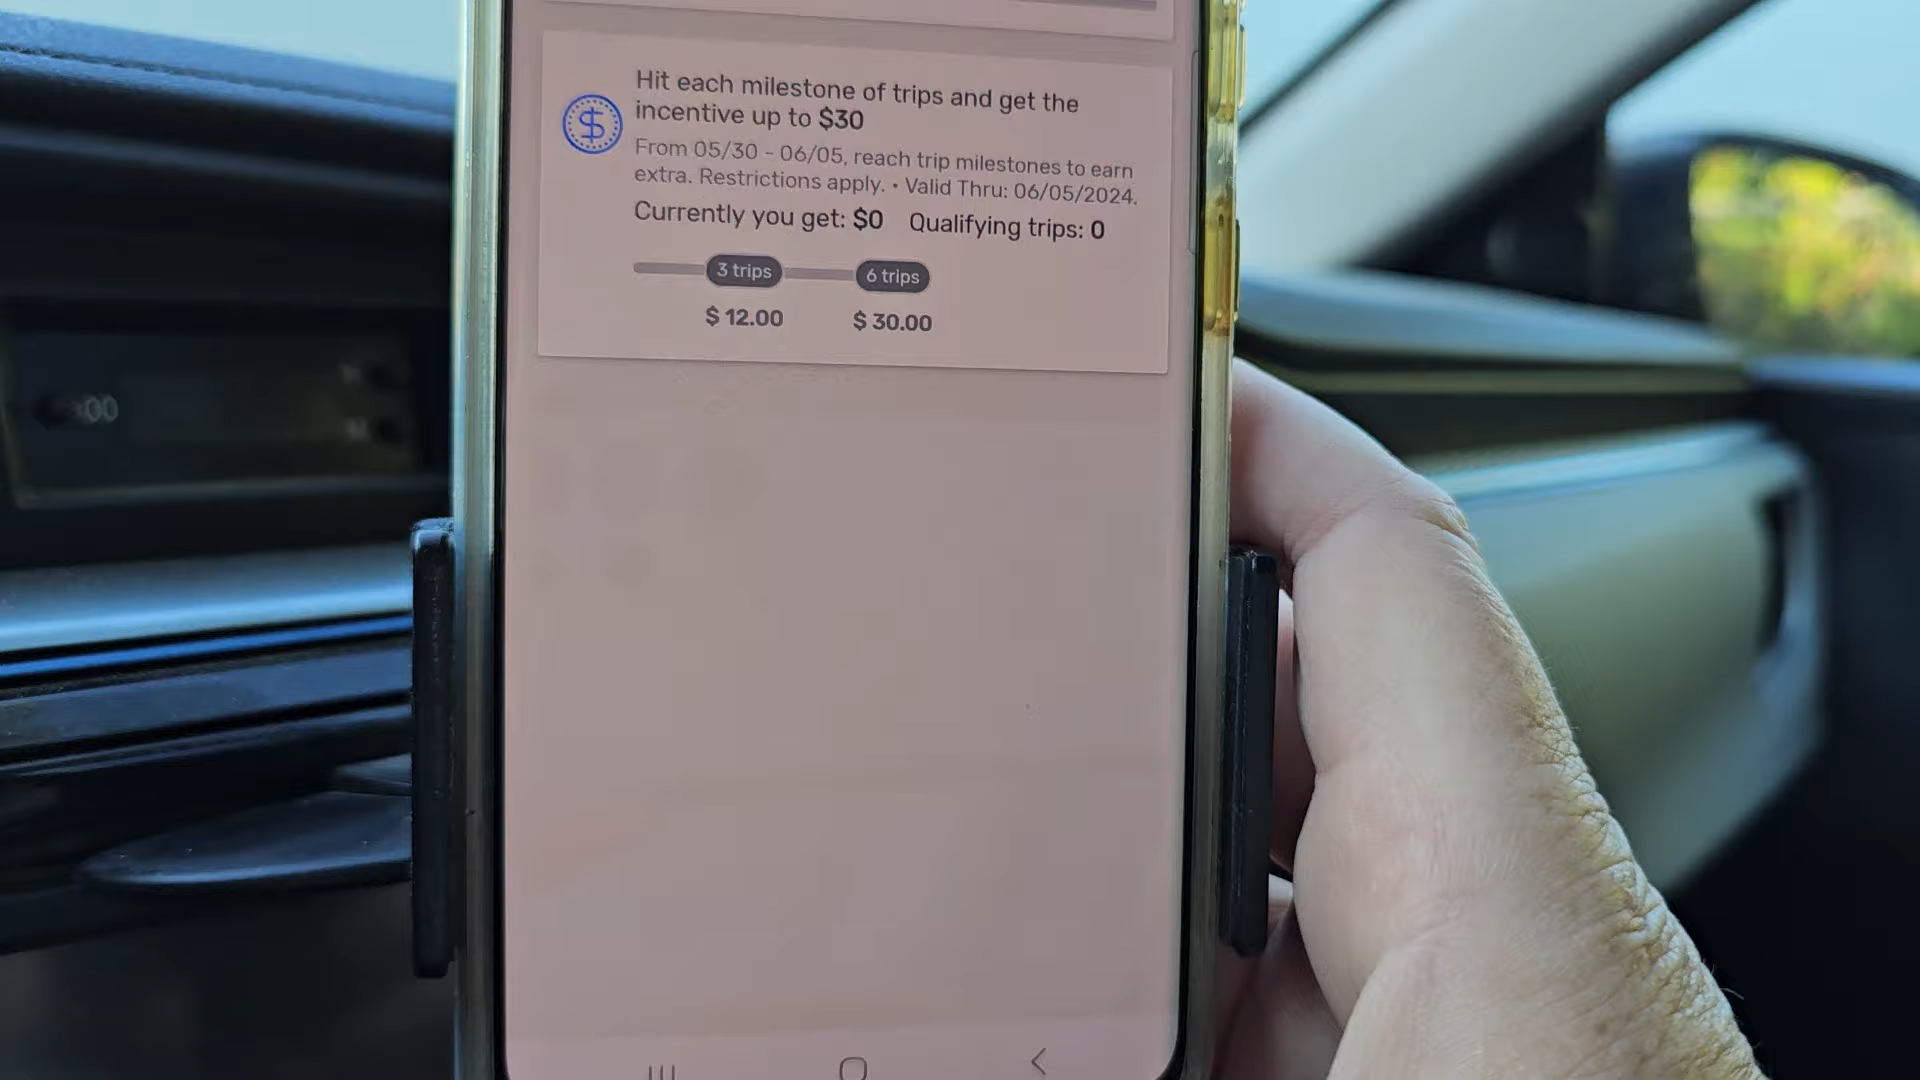 Hit each milestone of trips and get the
incentive up to $30
From 05/30 - 06/05, reach trip milestones to earn
extra. Restrictions apply. • Valid Thru: 06/05/2024.
Currently you get: $0 Qualifying trips: 0
3 trips 6 trips
$ 12.00 $ 30.00